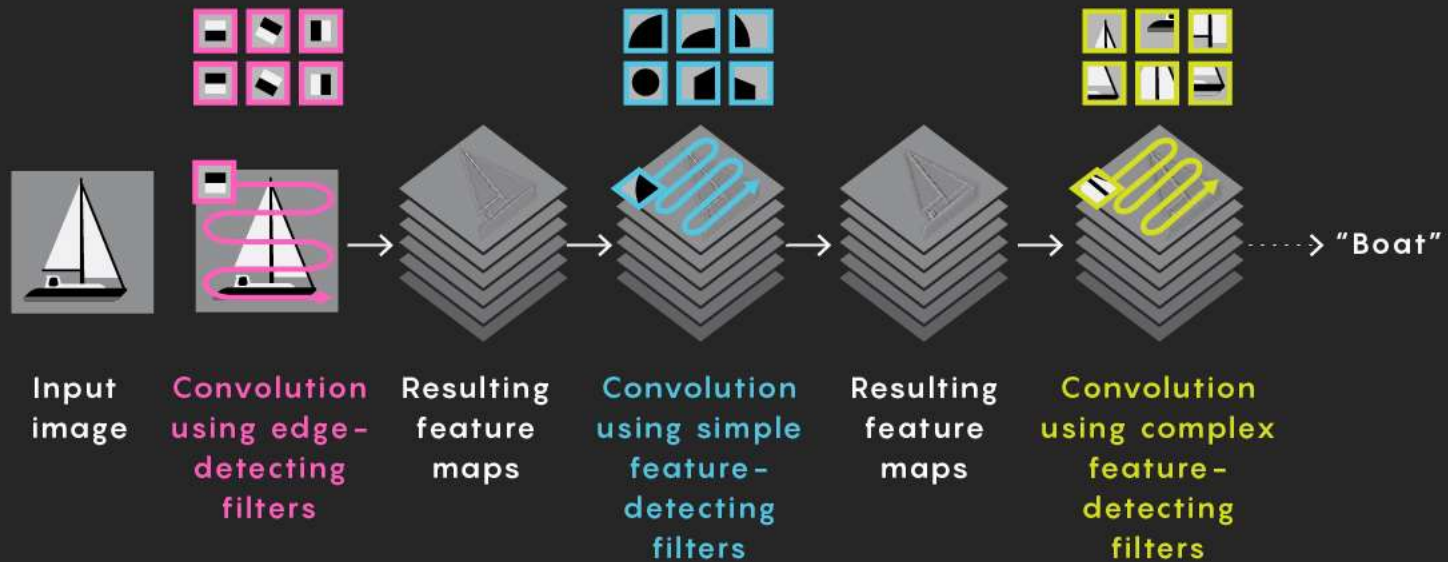 "Boat"
Input
image
Convolution
using edge-
detecting
filters
Resulting
feature
maps
Convolution
using simple
feature-
detecting
filters
Resulting
feature
maps
Convolution
using complex
feature-
detecting
filters